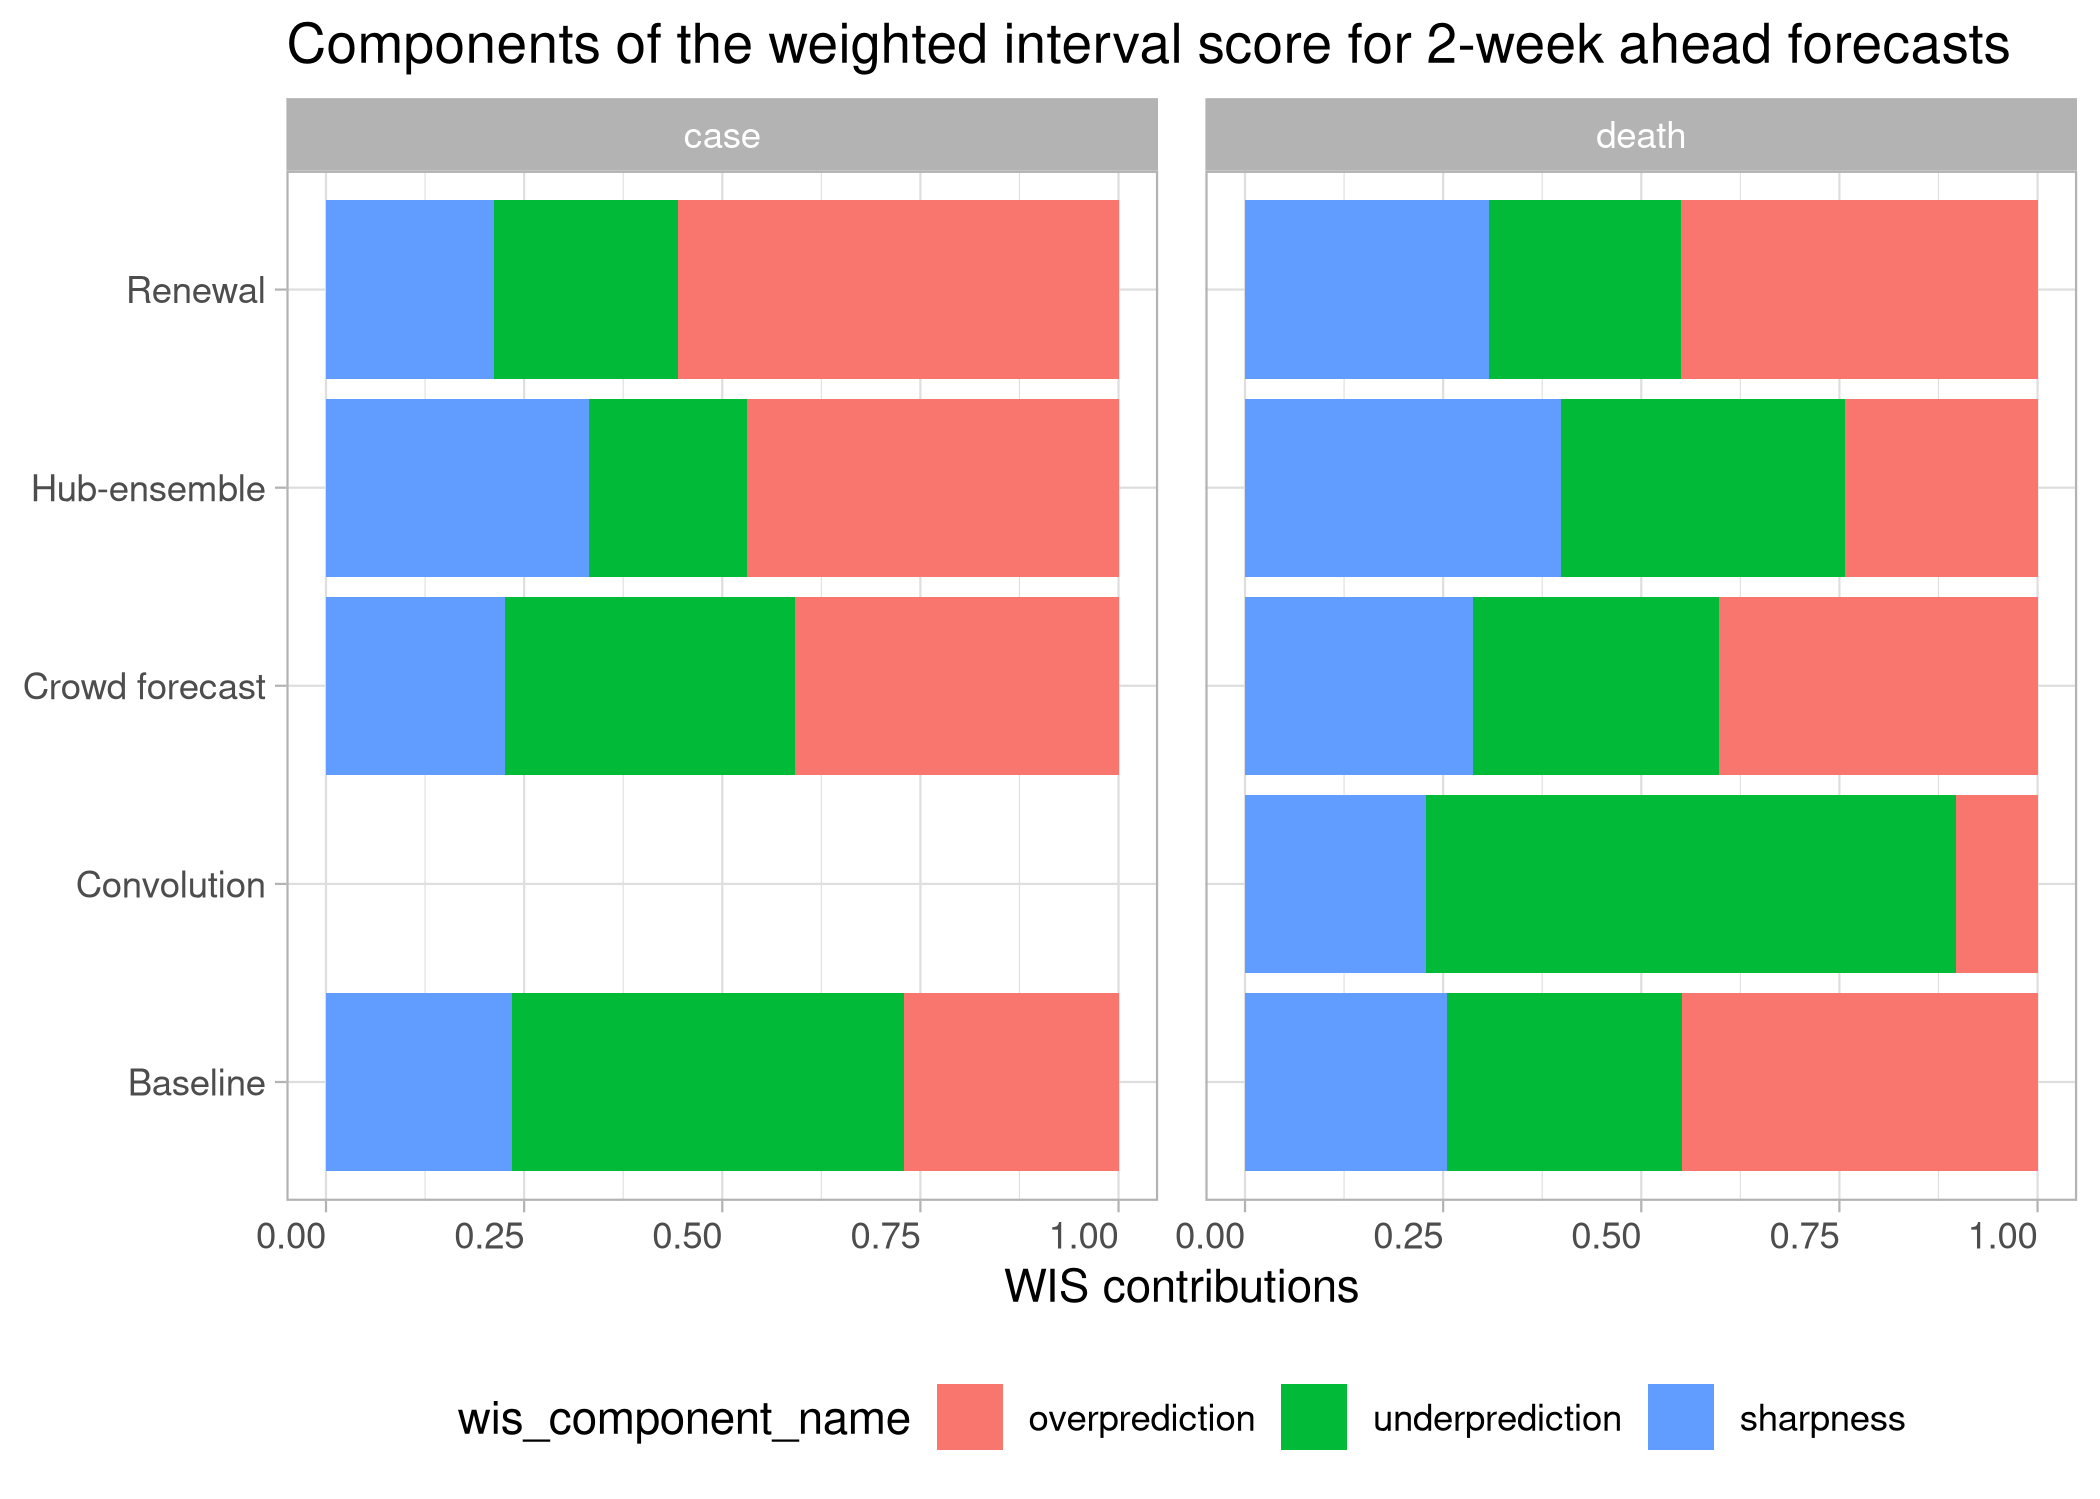 Components of the weighted interval score for 2-week ahead forecasts
case
death
Renewal
Hub-ensemble
Crowd forecast
Convolution
Baseline
0.00 0.25 0.50 0.75 1.00 0.00 0.25 0.50 0.75 1.00
WIS contributions
wis_component_name overprediction underprediction sharpness